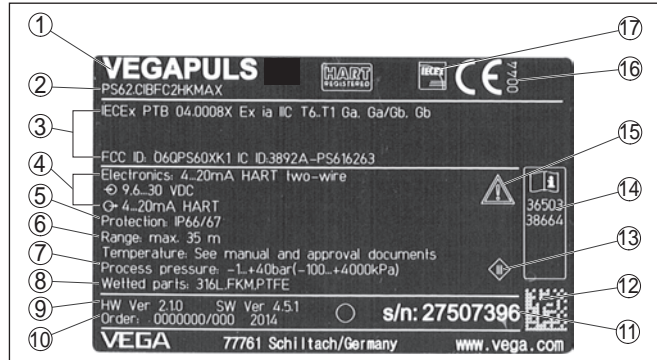 1
VEGAPULS
HART
REGISTERED
IECEx
CE
0044
17
16
2
PS62.CIBFC2HKMAX
3
IECEx PTB 04.0008X Ex ia IIC T6..T1 Ga, Ga/Gb, Gb
FCC ID: O6QPS60XK1 IC ID:3892A-PS616263
4
Electronics: 4...20mA HART two-wire
9.6...30 VDC
4...20mA HART
15
i
36503
38664
14
5
Protection: IP66/67
6
Range: max. 35 m
Temperature: See manual and approval documents
7
Process pressure: -1...+40bar(-100...+4000kPa)
13
8
Wetted parts: 316L,FKM,PTFE
9
HW Ver 2.10 SW Ver 4.5.1
12
10
Order: 0000000/000 2014
s/n: 27507396
11
VEGA 77761 Schiltach/Germany www.vega.com